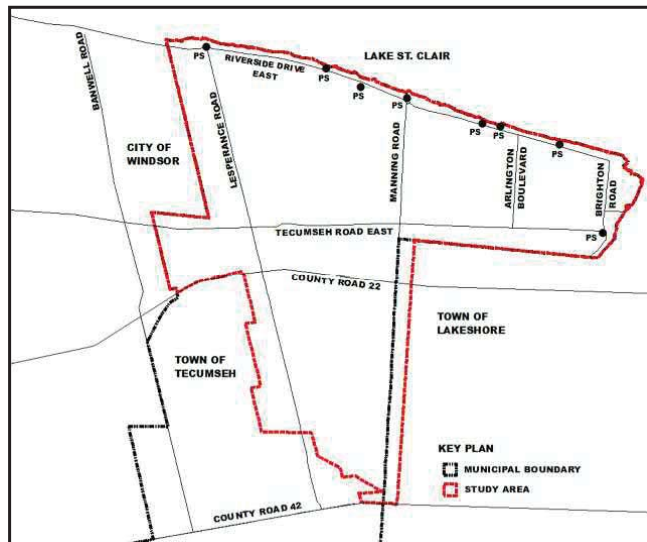 LAKE ST. CLAIR
BANWELL ROAD
PS
RIVERSIDE DRIVE
EAST
PS
PS
PS
PS
PS
PS
CITY OF
WINDSOR
LESPERANCE ROAD
MANNING ROAD
ARLINGTON
BOULEVARD
BRIGHTON
ROAD
TECUMSEH ROAD EAST
PS
COUNTY ROAD 22
TOWN OF
LAKESHORE
TOWN OF
TECUMSEH
KEY PLAN
MUNICIPAL BOUNDARY
STUDY AREA
COUNTY ROAD 42